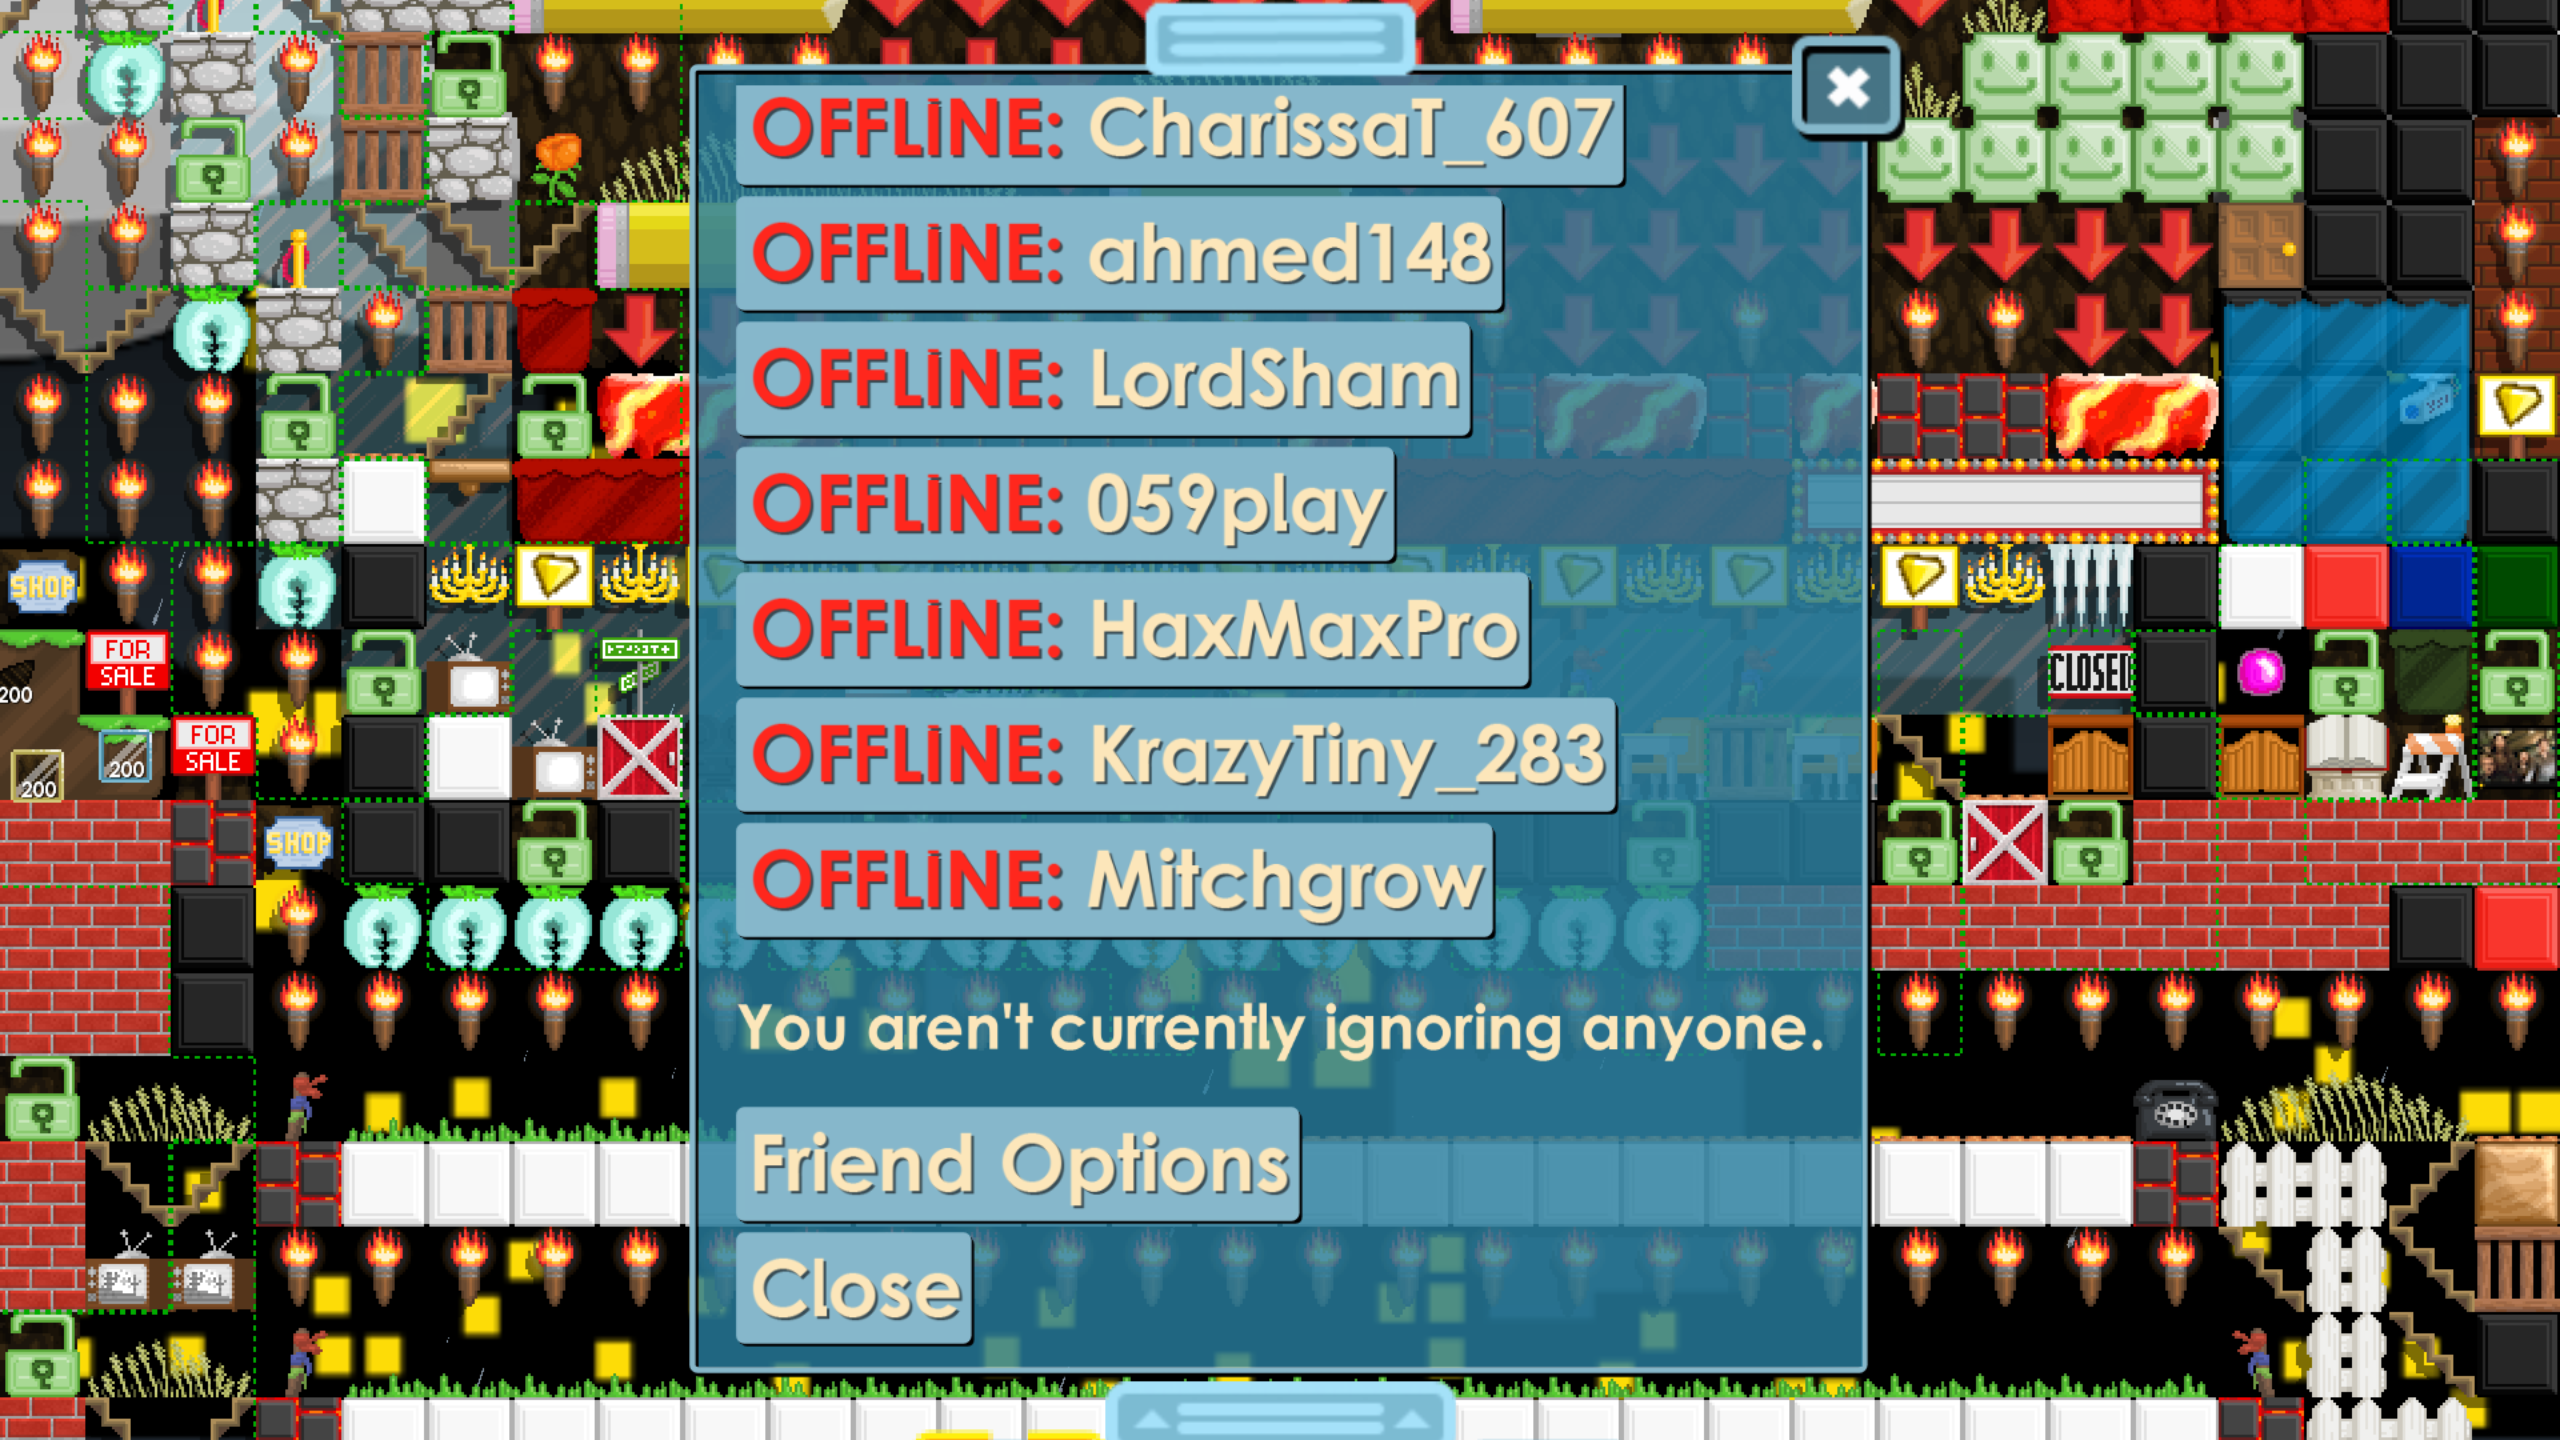 OFFLiNE: CharissaT_607
OFFLiNE: ahmed148
OFFLiNE: LordSham
OFFLiNE: 059play
OFFLiNE: HaxMaxPro
OFFLiNE: KrazyTiny_283
OFFLiNE: Mitchgrow
You aren't currently ignoring anyone.
Friend Options
Close
SHOP
FOR
SALE
200
200
200
FOR
SALE
SHOP
CLOSED